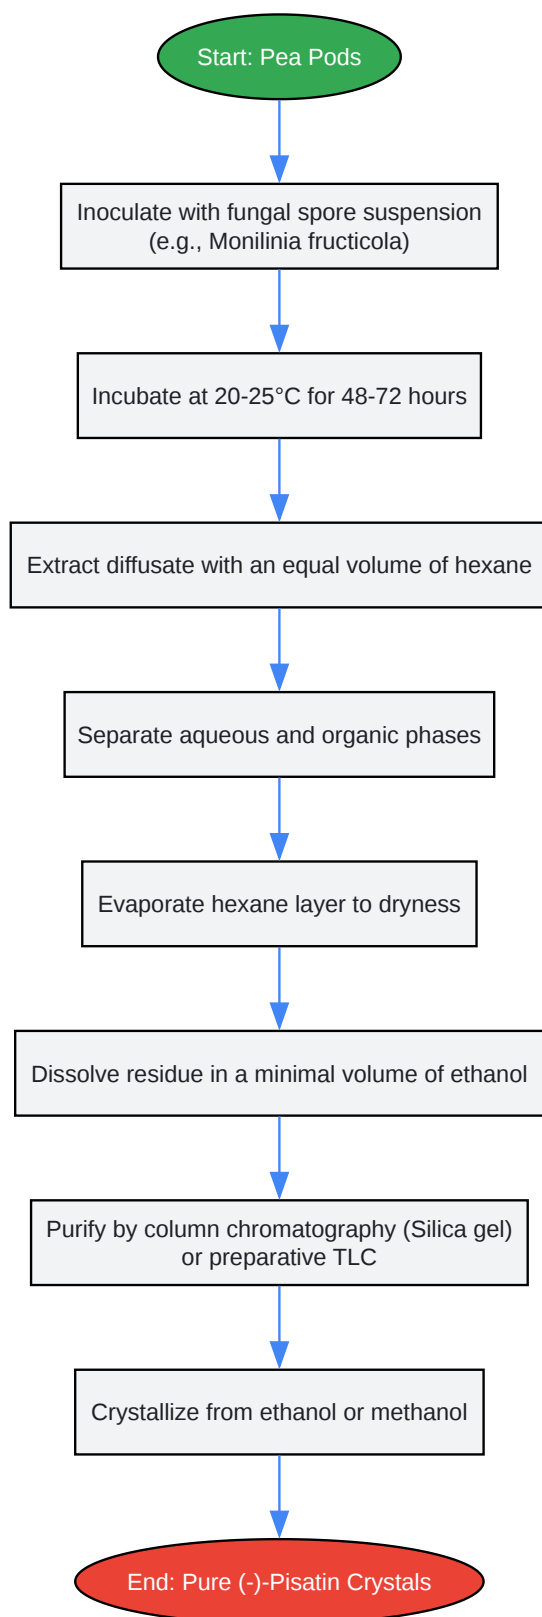 Start: Pea Pods
Inoculate with fungal spore suspension
(e.g., Monilinia fructicola)
Incubate at 20-25°C for 48-72 hours
Extract diffusate with an equal volume of hexane
Separate aqueous and organic phases
Evaporate hexane layer to dryness
Dissolve residue in a minimal volume of ethanol
Purify by column chromatography (Silica gel)
or preparative TLC
Crystallize from ethanol or methanol
End: Pure (-)-Pisatin Crystals